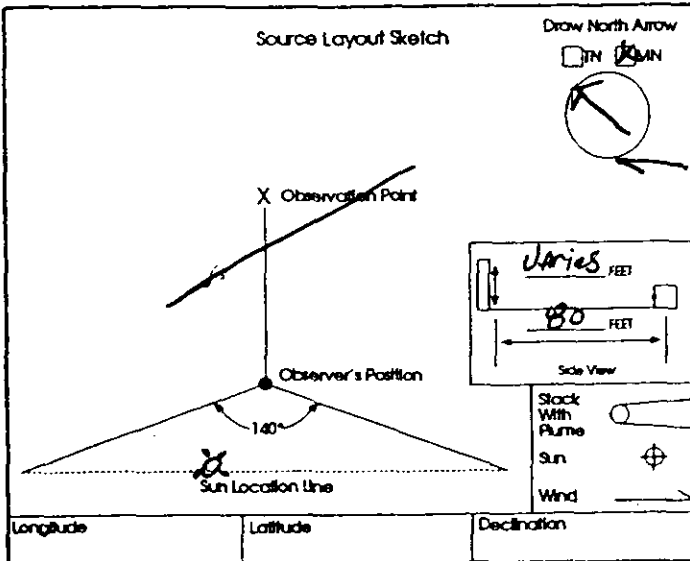 Source Layout Sketch
Draw North Arrow
TN MN
X Observation Point
Varies FEET
80 FEET
Side View
Observer's Position
140°
Sun Location Line
Stack
With
Plume
Sun
Wind
Longitude
Latitude
Declination